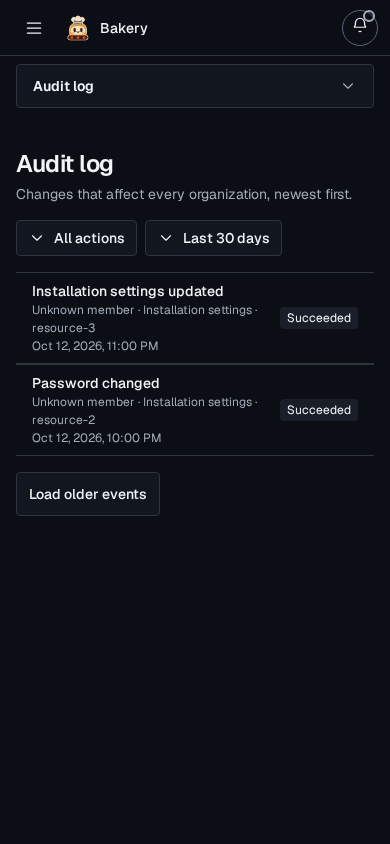 Bakery
Audit log
Audit log
Changes that affect every organization, newest first.
All actions
Last 30 days
Installation settings updated
Unknown member · Installation settings ·
resource-3
Oct 12, 2026, 11:00 PM
Succeeded
Password changed
Unknown member · Installation settings ·
resource-2
Oct 12, 2026, 10:00 PM
Succeeded
Load older events